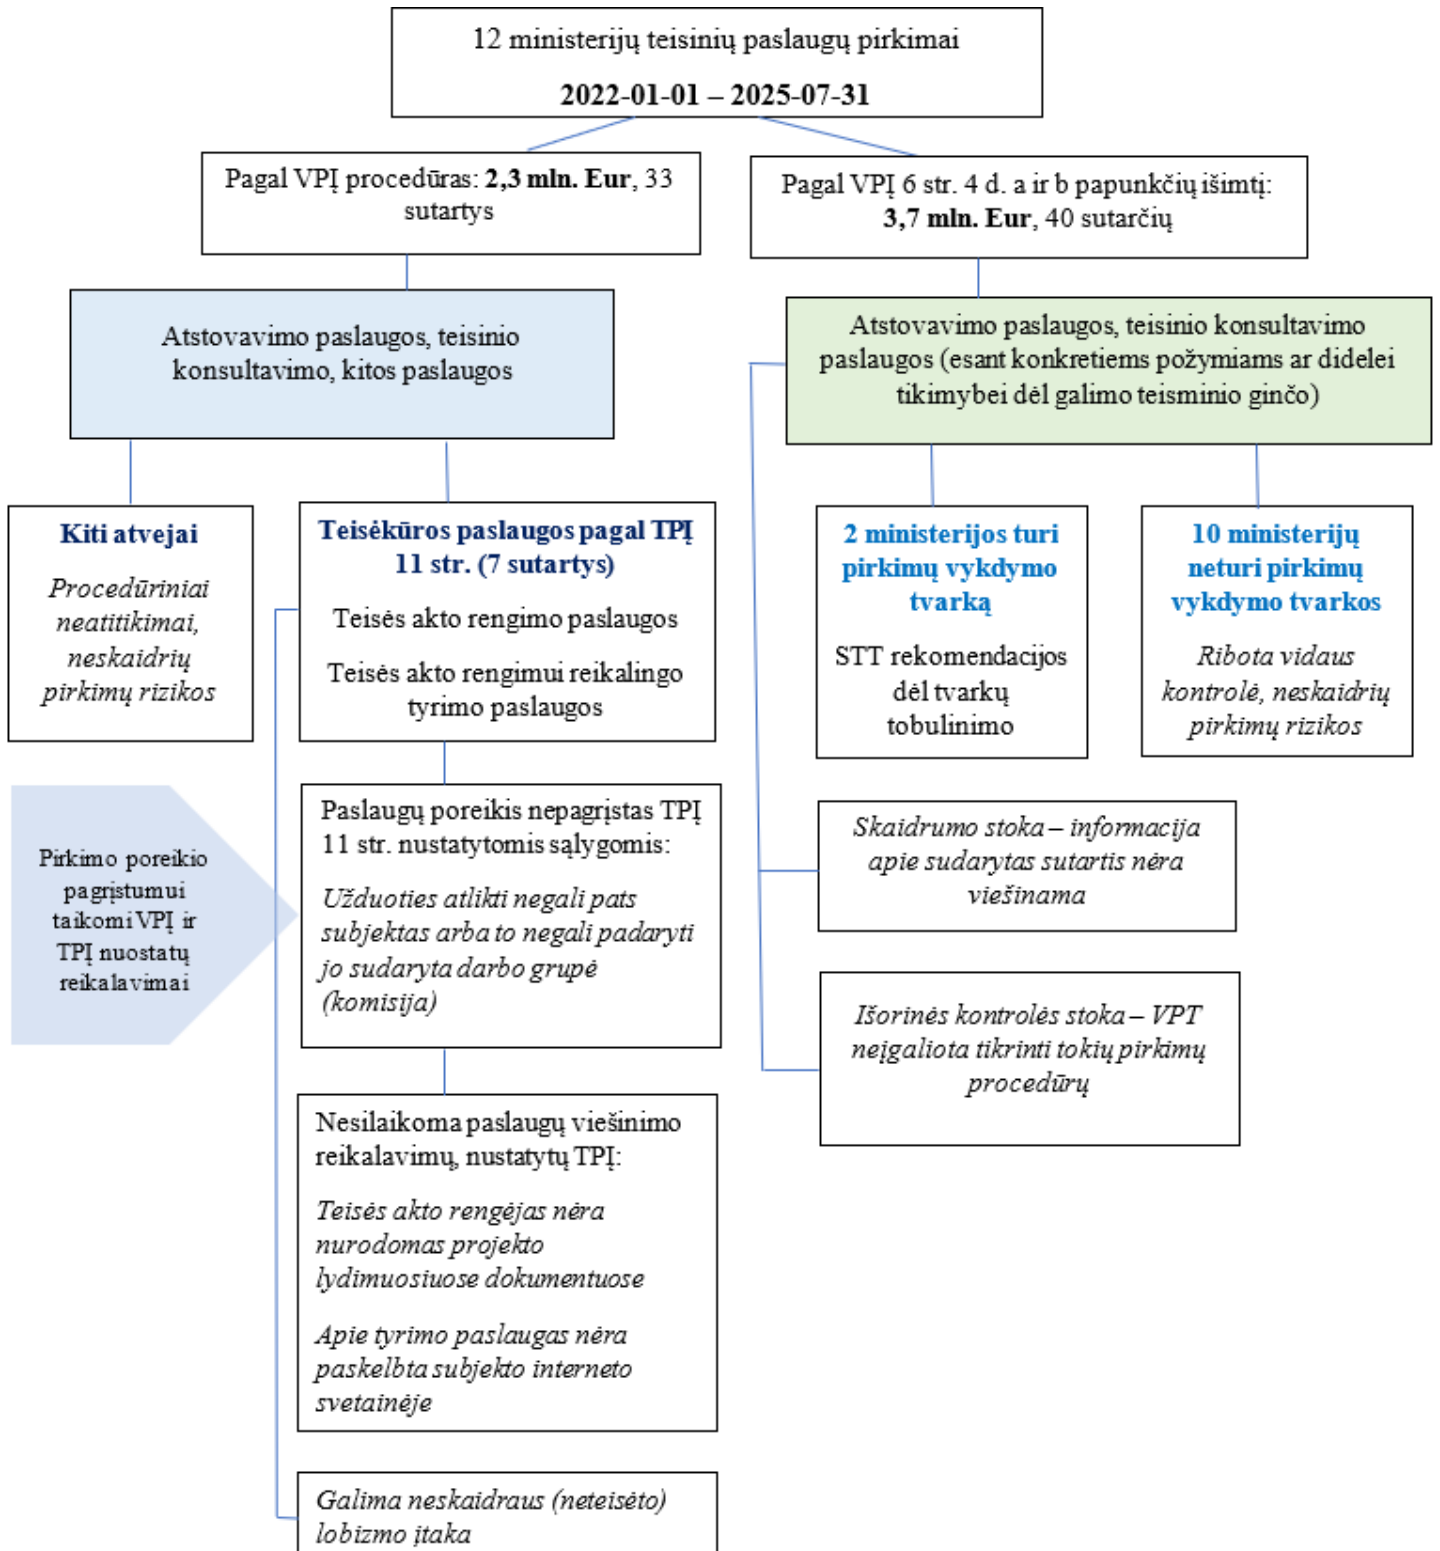 12 ministerijų teisinių paslaugų pirkimai
2022-01-01 – 2025-07-31
Pagal VPĮ procedūras: 2,3 mln. Eur, 33
sutartys
Pagal VPĮ 6 str. 4 d. a ir b papunkčių išimtį:
3,7 mln. Eur, 40 sutarčių
Atstovavimo paslaugos, teisinio
konsultavimo, kitos paslaugos
Atstovavimo paslaugos, teisinio konsultavimo
paslaugos (esant konkretiems požymiams ar didelei
tikimybei dėl galimo teisminio ginčo)
Kiti atvejai
Procedūriniai
neatitikimai,
neskaidrių
pirkimų rizikos
Teisėkūros paslaugos pagal TPĮ
11 str. (7 sutartys)
Teisės akto rengimo paslaugos
Teisės akto rengimui reikalingo
tyrimo paslaugos
2 ministerijos turi
pirkimų vykdymo
tvarką
STT rekomendacijos
dėl tvarkų
tobulinimo
10 ministerijų
neturi pirkimų
vykdymo tvarkos
Ribota vidaus
kontrolė, neskaidrių
pirkimų rizikos
Pirkimo poreikio
pagrįstumui
taikomi VPĮ ir
TPĮ nuostatų
reikalavimai
Paslaugų poreikis nepagrįstas TPĮ
11 str. nustatytomis sąlygomis:
Užduoties atlikti negali pats
subjektas arba to negali padaryti
jo sudaryta darbo grupė
(komisija)
Skaidrumo stoka – informacija
apie sudarytas sutartis nėra
viešinama
Išorinės kontrolės stoka – VPT
neįgaliota tikrinti tokių pirkimų
procedūrų
Nesilaikoma paslaugų viešinimo
reikalavimų, nustatytų TPĮ:
Teisės akto rengėjas nėra
nurodomas projekto
lydimuosiuose dokumentuose
Apie tyrimo paslaugas nėra
paskelbta subjekto interneto
svetainėje
Galima neskaidraus (neteisėto)
lobizmo įtaka